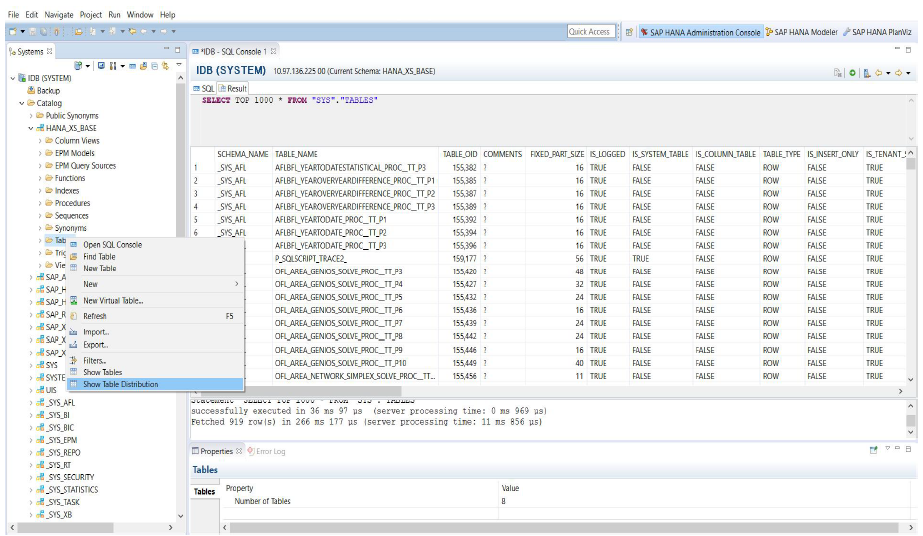 File Edit Navigate Project Run Window Help
Quick Access
SAP HANA Administration Console SAP HANA Modeler SAP HANA PlanViz
Systems
IDB (SYSTEM)
Backup
Catalog
Public Synonyms
HANA_XS_BASE
Column Views
EPM Models
EPM Query Sources
Functions
Indexes
Procedures
Sequences
Synonyms
Tab
Trig
Vie
SAP_A
SAP_H
SAP_H
SAP_R
SAP_X
SAP_X
SAP_X
SYS
SYSTE
UIS
_SYS_AFL
_SYS_BI
_SYS_BIC
_SYS_EPM
_SYS_REPO
_SYS_RT
_SYS_SECURITY
_SYS_STATISTICS
_SYS_TASK
_SYS_XB
Open SQL Console
Find Table
New Table
New
New Virtual Table...
Refresh F5
Import...
Export...
Filters...
Show Tables
Show Table Distribution
*IDB - SQL Console 1
IDB (SYSTEM) 10.97.136.225 00 (Current Schema: HANA_XS_BASE)
SQL Result
SELECT TOP 1000 * FROM "SYS"."TABLES"
SCHEMA_NAME TABLE_NAME TABLE_OID COMMENTS FIXED_PART_SIZE IS_LOGGED IS_SYSTEM_TABLE IS_COLUMN_TABLE TABLE_TYPE IS_INSERT_ONLY IS_TENANT_
1 _SYS_AFL AFLBFL_YEARTODATESTATISTICAL_PROC__TT_P3 155,382 ? 16 TRUE FALSE FALSE ROW FALSE TRUE
2 _SYS_AFL AFLBFL_YEAROVERYEARDIFFERENCE_PROC__TT_P1 155,385 ? 16 TRUE FALSE FALSE ROW FALSE TRUE
3 _SYS_AFL AFLBFL_YEAROVERYEARDIFFERENCE_PROC__TT_P2 155,387 ? 16 TRUE FALSE FALSE ROW FALSE TRUE
4 _SYS_AFL AFLBFL_YEAROVERYEARDIFFERENCE_PROC__TT_P3 155,389 ? 16 TRUE FALSE FALSE ROW FALSE TRUE
5 _SYS_AFL AFLBFL_YEARTODATE_PROC__TT_P1 155,392 ? 16 TRUE FALSE FALSE ROW FALSE TRUE
6 _SYS_AFL AFLBFL_YEARTODATE_PROC__TT_P2 155,394 ? 16 TRUE FALSE FALSE ROW FALSE TRUE
AFLBFL_YEARTODATE_PROC__TT_P3 155,396 ? 16 TRUE FALSE FALSE ROW FALSE TRUE
P_SQLSCRIPT_TRACE2_ 159,177 ? 56 TRUE TRUE FALSE ROW FALSE TRUE
OFL_AREA_GENIOS_SOLVE_PROC__TT_P3 155,420 ? 48 TRUE FALSE FALSE ROW FALSE TRUE
OFL_AREA_GENIOS_SOLVE_PROC__TT_P4 155,427 ? 32 TRUE FALSE FALSE ROW FALSE TRUE
OFL_AREA_GENIOS_SOLVE_PROC__TT_P5 155,432 ? 24 TRUE FALSE FALSE ROW FALSE TRUE
OFL_AREA_GENIOS_SOLVE_PROC__TT_P6 155,436 ? 16 TRUE FALSE FALSE ROW FALSE TRUE
OFL_AREA_GENIOS_SOLVE_PROC__TT_P7 155,439 ? 24 TRUE FALSE FALSE ROW FALSE TRUE
OFL_AREA_GENIOS_SOLVE_PROC__TT_P8 155,442 ? 24 TRUE FALSE FALSE ROW FALSE TRUE
OFL_AREA_GENIOS_SOLVE_PROC__TT_P9 155,446 ? 16 TRUE FALSE FALSE ROW FALSE TRUE
OFL_AREA_GENIOS_SOLVE_PROC__TT_P10 155,449 ? 40 TRUE FALSE FALSE ROW FALSE TRUE
OFL_AREA_NETWORK_SIMPLEX_SOLVE_PROC__TT... 155,456 ? 11 TRUE FALSE FALSE ROW FALSE TRUE
Statement 'SELECT TOP 1000 * FROM "SYS"."TABLES"'
successfully executed in 36 ms 97 µs (server processing time: 0 ms 969 µs)
Fetched 919 row(s) in 266 ms 177 µs (server processing time: 11 ms 856 µs)
Properties Error Log
Tables
Tables
Property Value
Number of Tables 8